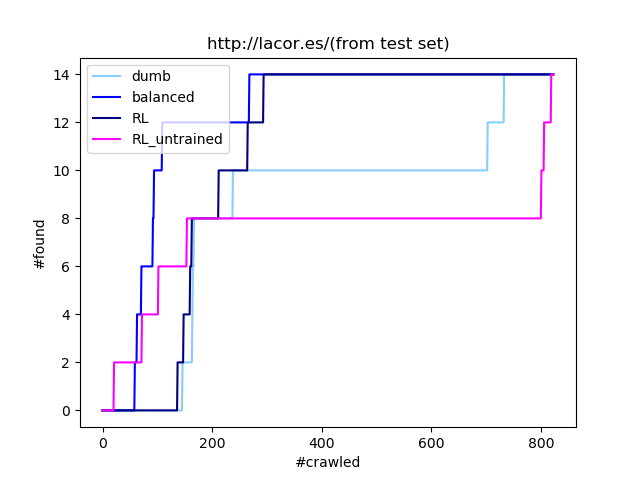 http://lacor.es/(from test set)
dumb
balanced
RL
RL_untrained
14
12
10
8
6
4
2
0
#found
0 200 400 600 800
#crawled